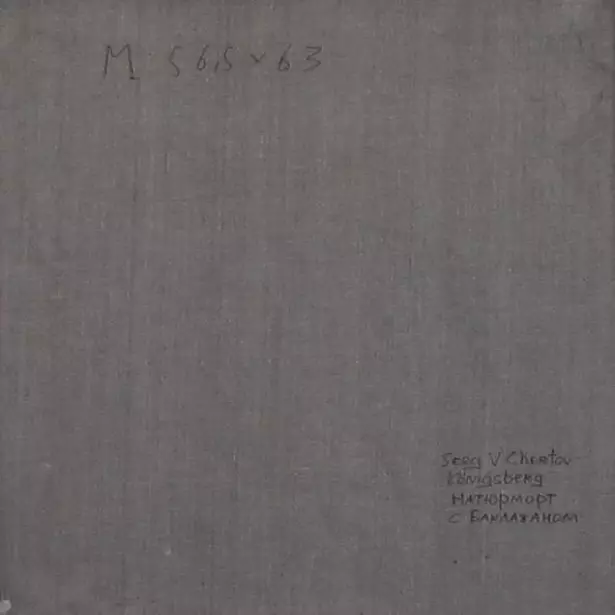 М 56,5 × 63
Serg V Chertov
Königsberg
Натюрморт
с Баклажаном